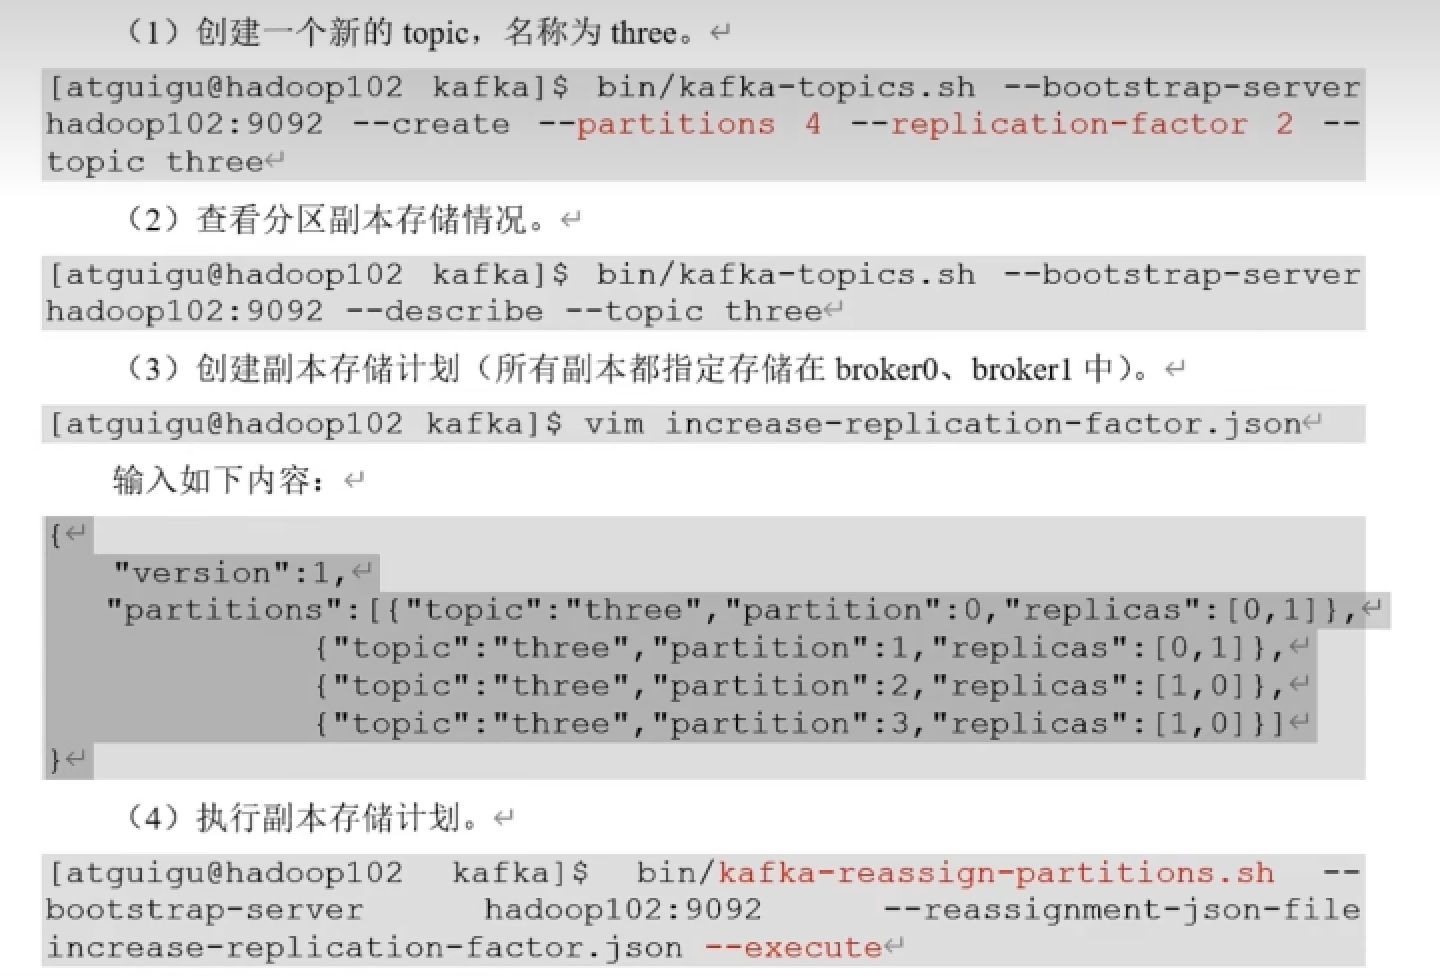 （1）创建一个新的 topic，名称为 three。↵
[atguigu@hadoop102 kafka]$ bin/kafka-topics.sh --bootstrap-server
hadoop102:9092 --create --partitions 4 --replication-factor 2 --
topic three↵
（2）查看分区副本存储情况。↵
[atguigu@hadoop102 kafka]$ bin/kafka-topics.sh --bootstrap-server
hadoop102:9092 --describe --topic three↵
（3）创建副本存储计划（所有副本都指定存储在 broker0、broker1 中）。↵
[atguigu@hadoop102 kafka]$ vim increase-replication-factor.json↵
输入如下内容：↵
{↵
"version":1,↵
"partitions":[{"topic":"three","partition":0,"replicas":[0,1]},↵
{"topic":"three","partition":1,"replicas":[0,1]},↵
{"topic":"three","partition":2,"replicas":[1,0]},↵
{"topic":"three","partition":3,"replicas":[1,0]}]↵
}↵
（4）执行副本存储计划。↵
[atguigu@hadoop102 kafka]$ bin/kafka-reassign-partitions.sh --
bootstrap-server hadoop102:9092 --reassignment-json-file
increase-replication-factor.json --execute↵